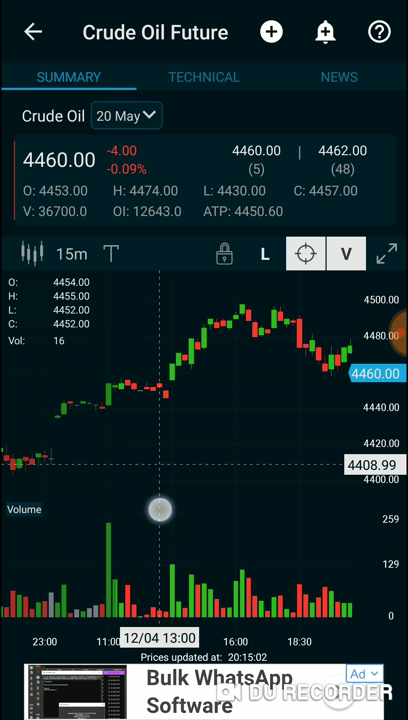 Crude Oil Future
SUMMARY TECHNICAL NEWS
Crude Oil 20 May
4460.00 -4.00 -0.09% 4460.00 (5) | 4462.00 (48)
O: 4453.00 H: 4474.00 L: 4430.00 C: 4457.00
V: 36700.0 OI: 12643.0 ATP: 4450.60
15m T L V
O: 4454.00
H: 4455.00
L: 4452.00
C: 4452.00
Vol: 16
4500.00
4480.00
4460.00
4440.00
4420.00
4408.99
4400.00
Volume
259
129
0
23:00 11:00 12/04 13:00 16:00 18:30
Prices updated at: 20:15:02
Ad
Bulk WhatsApp
Software
DU RECORDER